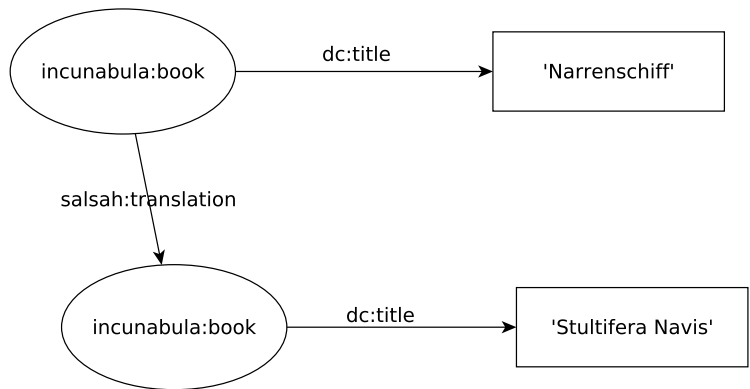 dc:title
incunabula:book
'Narrenschiff'
salsah:translation
dc:title
incunabula:book
'Stultifera Navis'